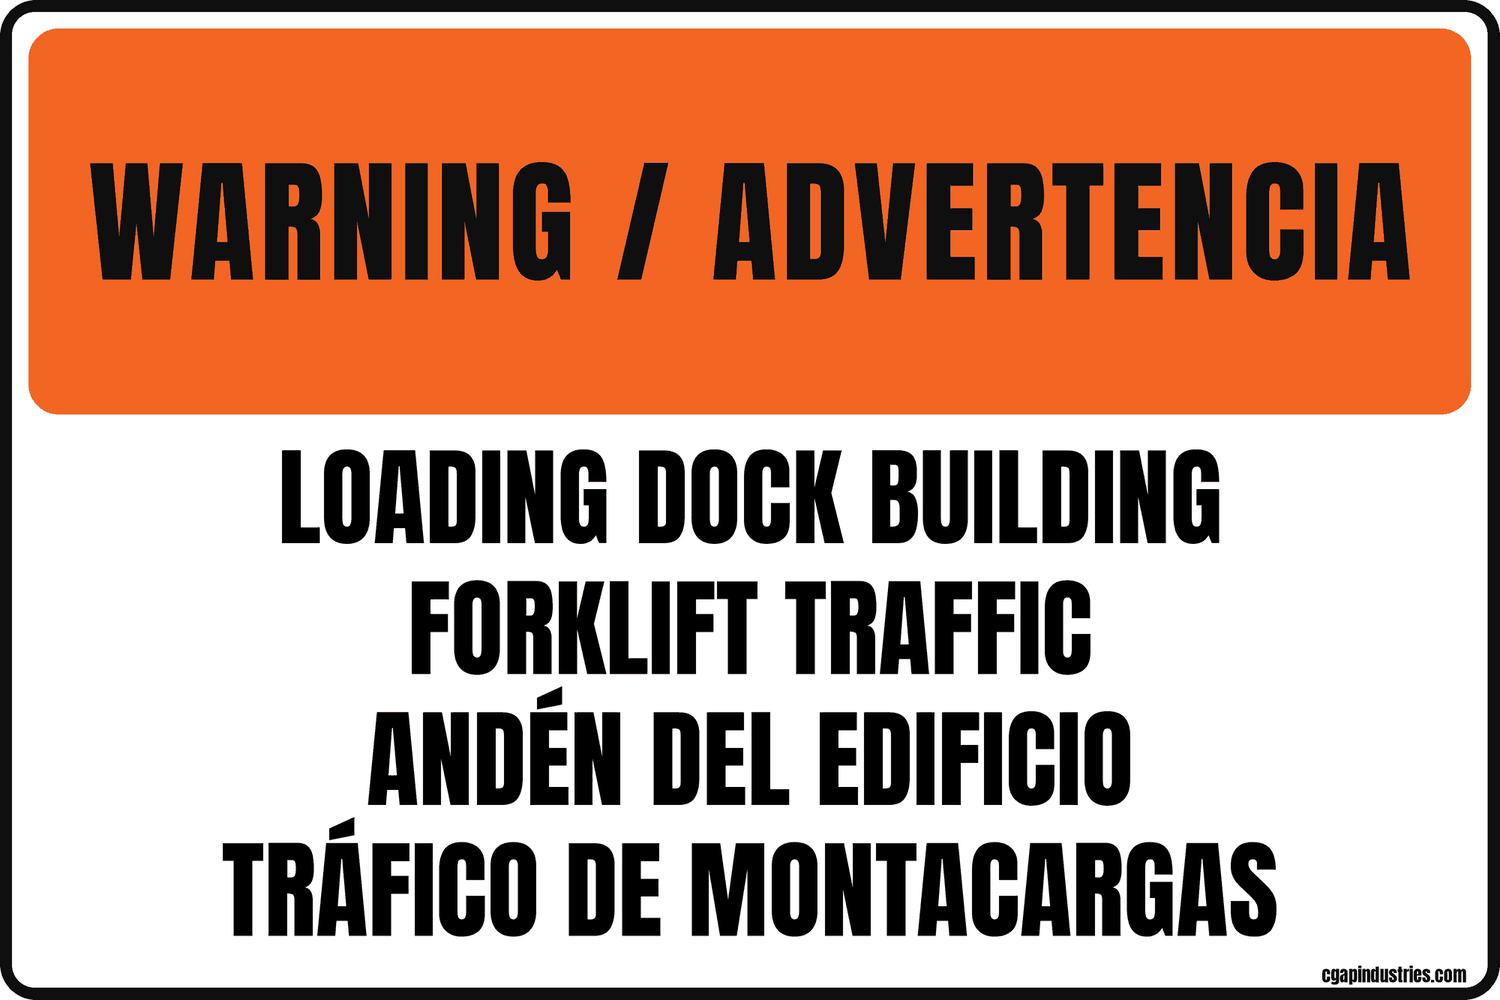 WARNING / ADVERTENCIA
LOADING DOCK BUILDING
FORKLIFT TRAFFIC
ANDÉN DEL EDIFICIO
TRÁFICO DE MONTACARGAS
cgapindustries.com